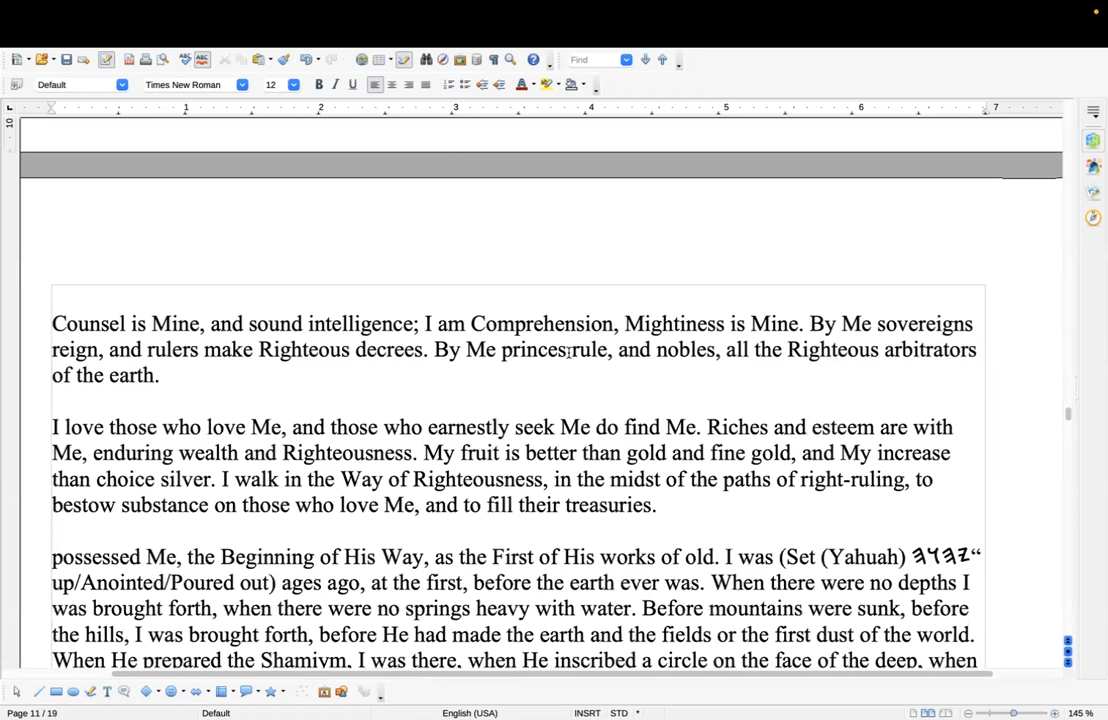 Find
Default
Times New Roman
12
1 2 3 4 5 6 7
10
Counsel is Mine, and sound intelligence; I am Comprehension, Mightiness is Mine. By Me sovereigns
reign, and rulers make Righteous decrees. By Me princes rule, and nobles, all the Righteous arbitrators
of the earth.
I love those who love Me, and those who earnestly seek Me do find Me. Riches and esteem are with
Me, enduring wealth and Righteousness. My fruit is better than gold and fine gold, and My increase
than choice silver. I walk in the Way of Righteousness, in the midst of the paths of right-ruling, to
bestow substance on those who love Me, and to fill their treasuries.
possessed Me, the Beginning of His Way, as the First of His works of old. I was (Set (Yahuah) 𐤉𐤄𐤅𐤄“
up/Anointed/Poured out) ages ago, at the first, before the earth ever was. When there were no depths I
was brought forth, when there were no springs heavy with water. Before mountains were sunk, before
the hills, I was brought forth, before He had made the earth and the fields or the first dust of the world.
When He prepared the Shamiym, I was there, when He inscribed a circle on the face of the deep, when
Page 11 / 19
Default
English (USA)
INSRT
STD
*
145 %